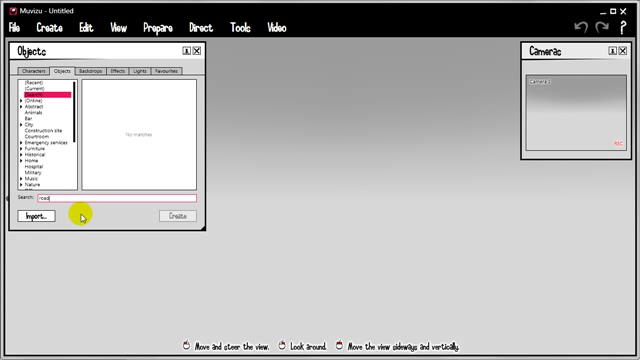 Muvizu - Untitled
File Create Edit View Prepare Direct Tools Video
Objects
Characters Objects Backdrops Effects Lights Favourites
(Recent)
(Current)
(Search)
(Online)
Abstract
Animals
Bar
City
Construction site
Courtroom
Emergency services
Furniture
Historical
Home
Hospital
Military
Music
Nature
No matches
Search: road
Import... Create
Cameras
Camera1
REC
Move and steer the view. Look around. Move the view sideways and vertically.